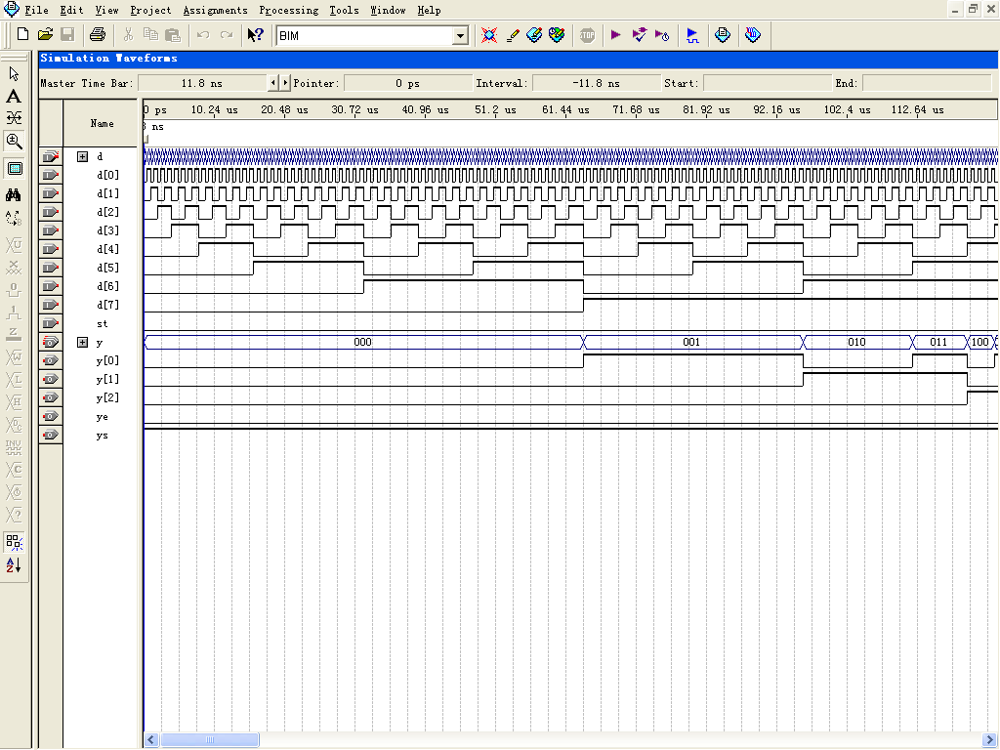 File Edit View Project Assignments Processing Tools Window Help
BIM
STOP
Simulation Waveforms
Master Time Bar: 11.8 ns Pointer: 0 ps Interval: -11.8 ns Start: End:
Name
0 ps 10.24 us 20.48 us 30.72 us 40.96 us 51.2 us 61.44 us 71.68 us 81.92 us 92.16 us 102.4 us 112.64 us
ns
d
d[0]
d[1]
d[2]
d[3]
d[4]
d[5]
d[6]
d[7]
st
y 000 001 010 011 100
y[0]
y[1]
y[2]
ye
ys